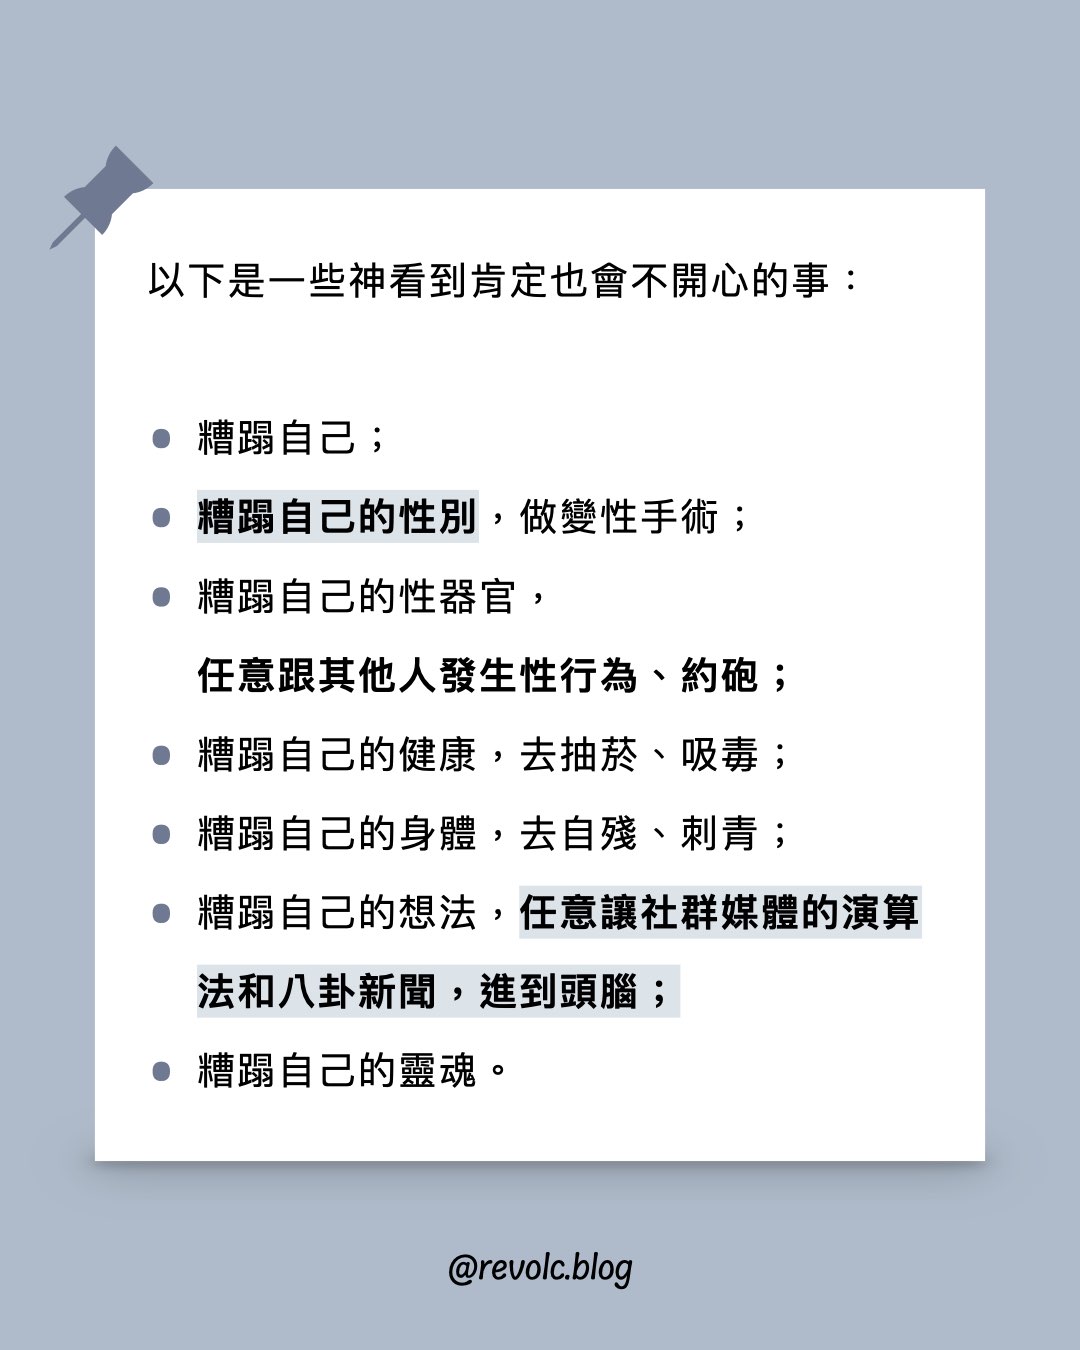 以下是一些神看到肯定也會不開心的事：
糟蹋自己；
糟蹋自己的性別，做變性手術；
糟蹋自己的性器官，
任意跟其他人發生性行為、約砲；
糟蹋自己的健康，去抽菸、吸毒；
糟蹋自己的身體，去自殘、刺青；
糟蹋自己的想法，任意讓社群媒體的演算
法和八卦新聞，進到頭腦；
糟蹋自己的靈魂。
@revolc.blog